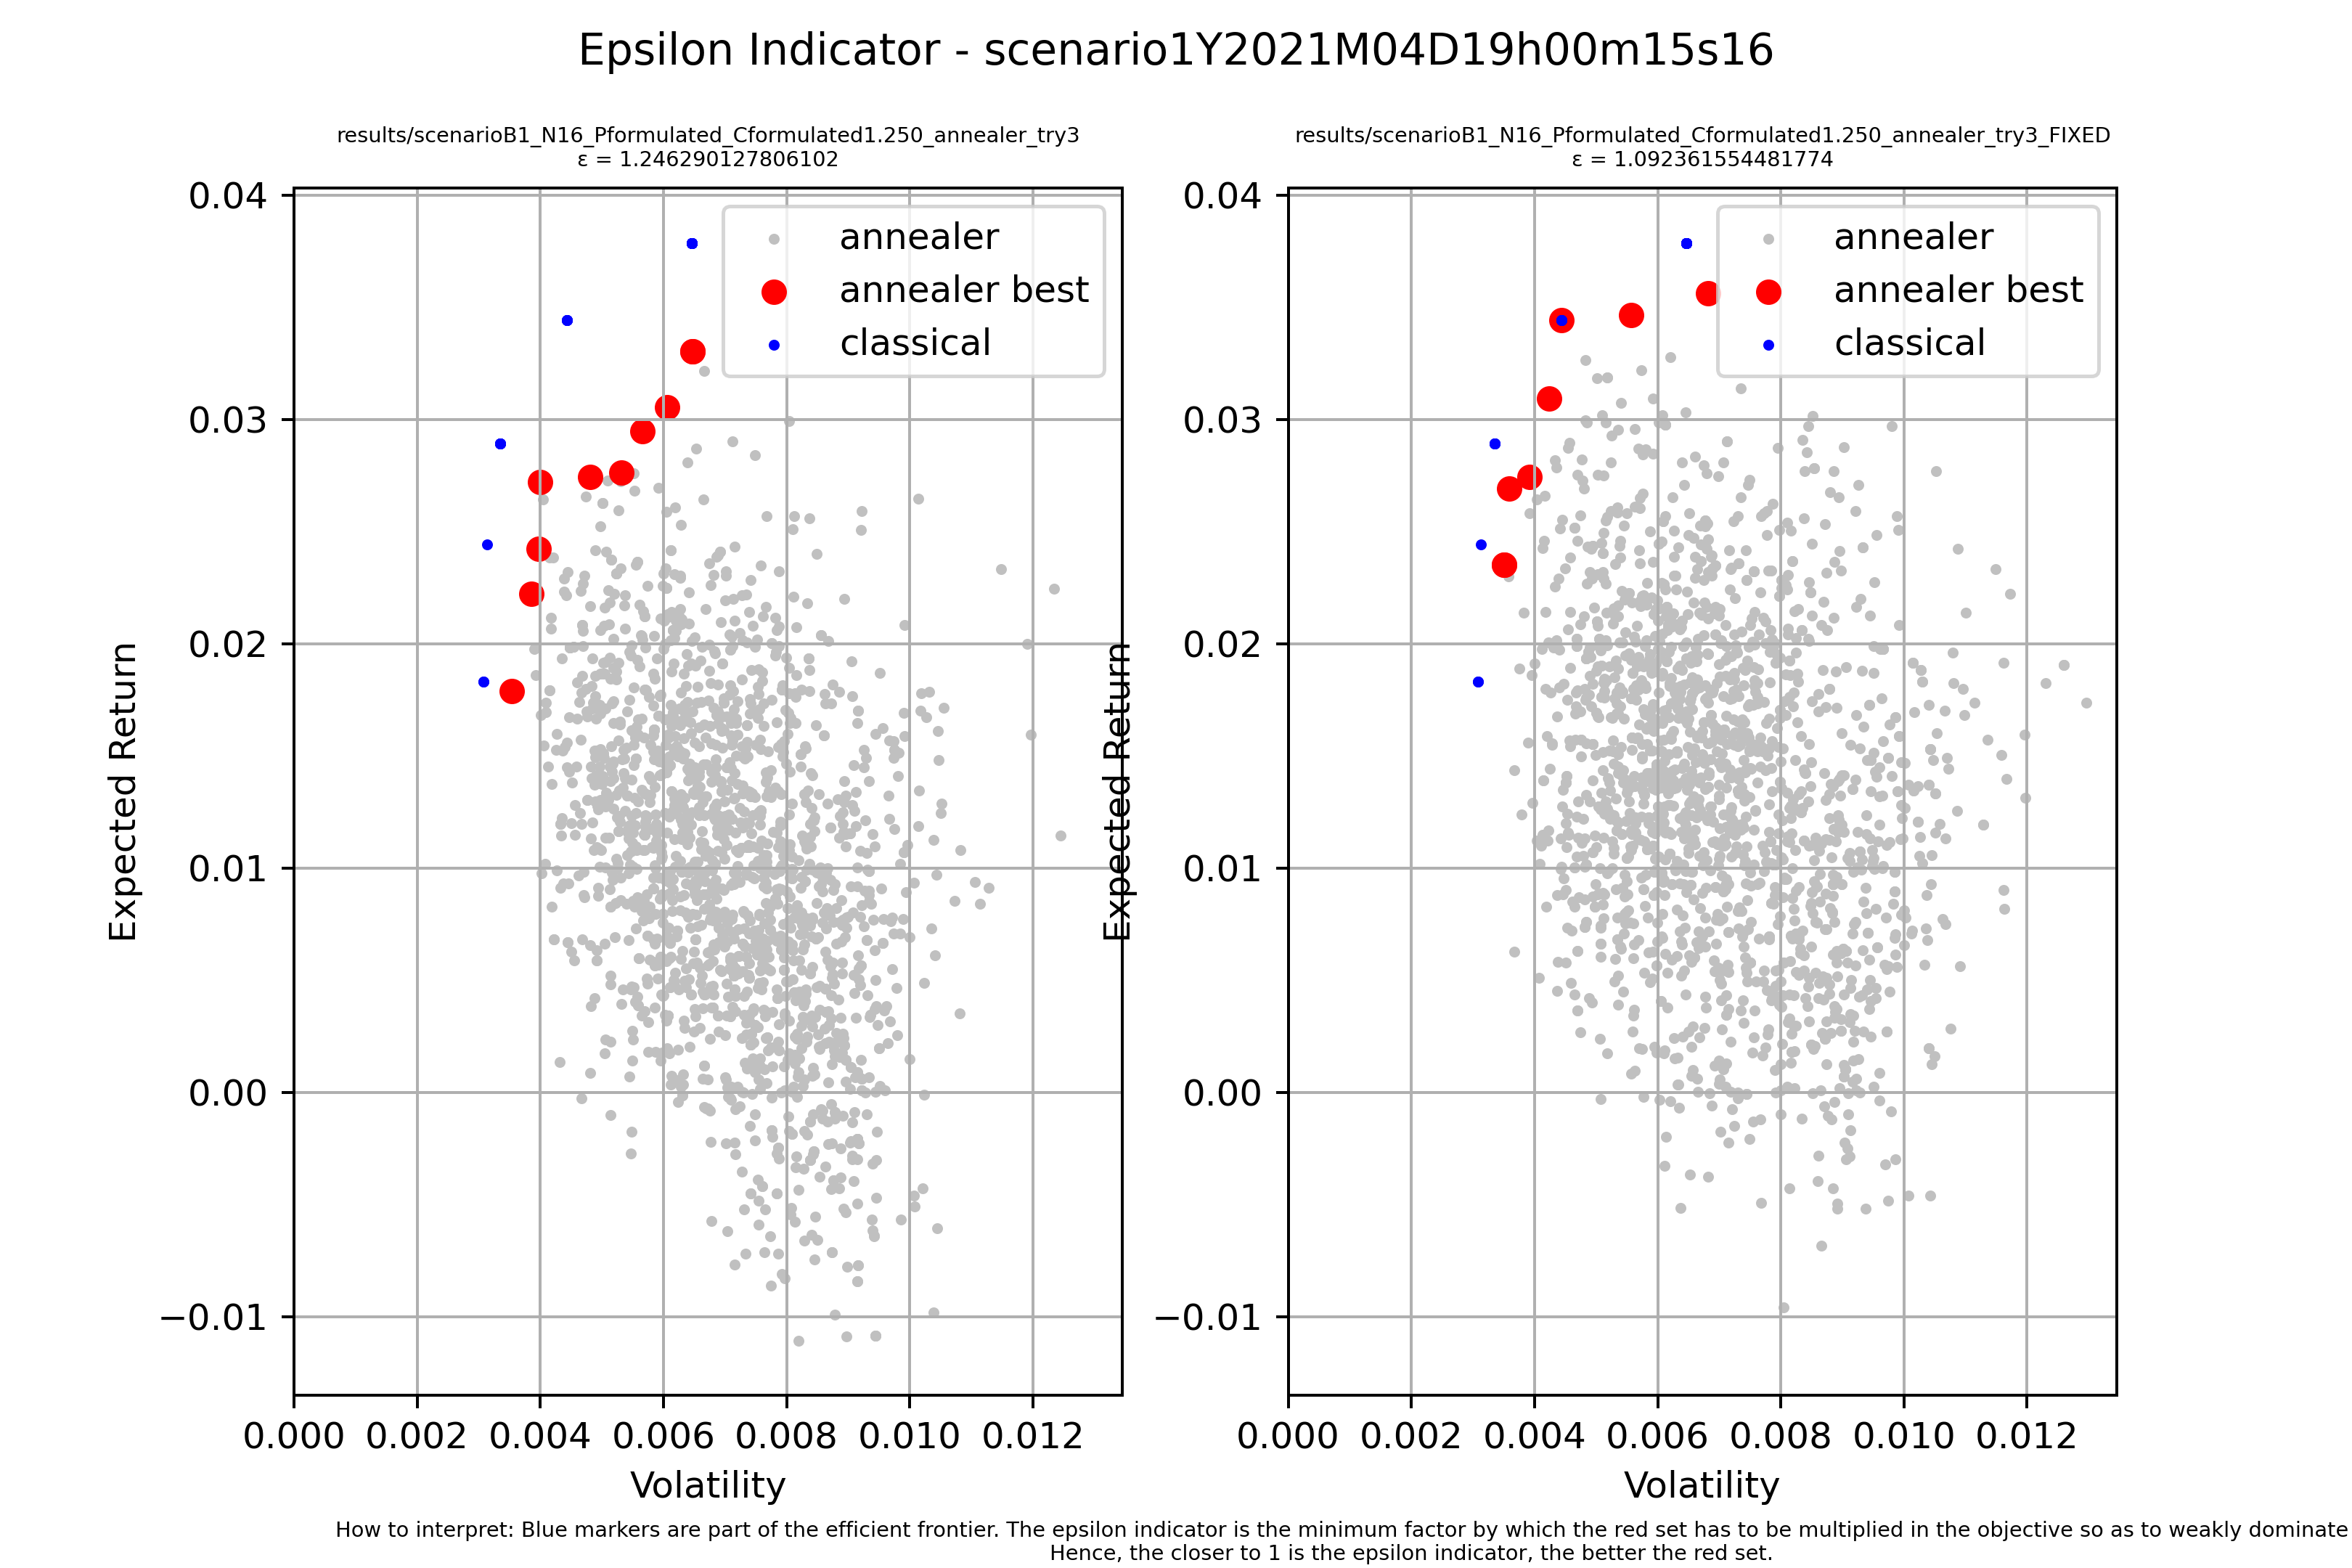 Epsilon Indicator - scenario1Y2021M04D19h00m15s16
results/scenarioB1_N16_Pformulated_Cformulated1.250_annealer_try3
ε = 1.246290127806102
0.04
0.03
0.02
0.01
0.00
−0.01
Expected Return
annealer
annealer best
classical
0.000 0.002 0.004 0.006 0.008 0.010 0.012
Volatility
results/scenarioB1_N16_Pformulated_Cformulated1.250_annealer_try3_FIXED
ε = 1.092361554481774
0.04
0.03
0.02
0.01
0.00
−0.01
Expected Return
annealer
annealer best
classical
0.000 0.002 0.004 0.006 0.008 0.010 0.012
Volatility
How to interpret: Blue markers are part of the efficient frontier. The epsilon indicator is the minimum factor by which the red set has to be multiplied in the objective so as to weakly dominate
Hence, the closer to 1 is the epsilon indicator, the better the red set.